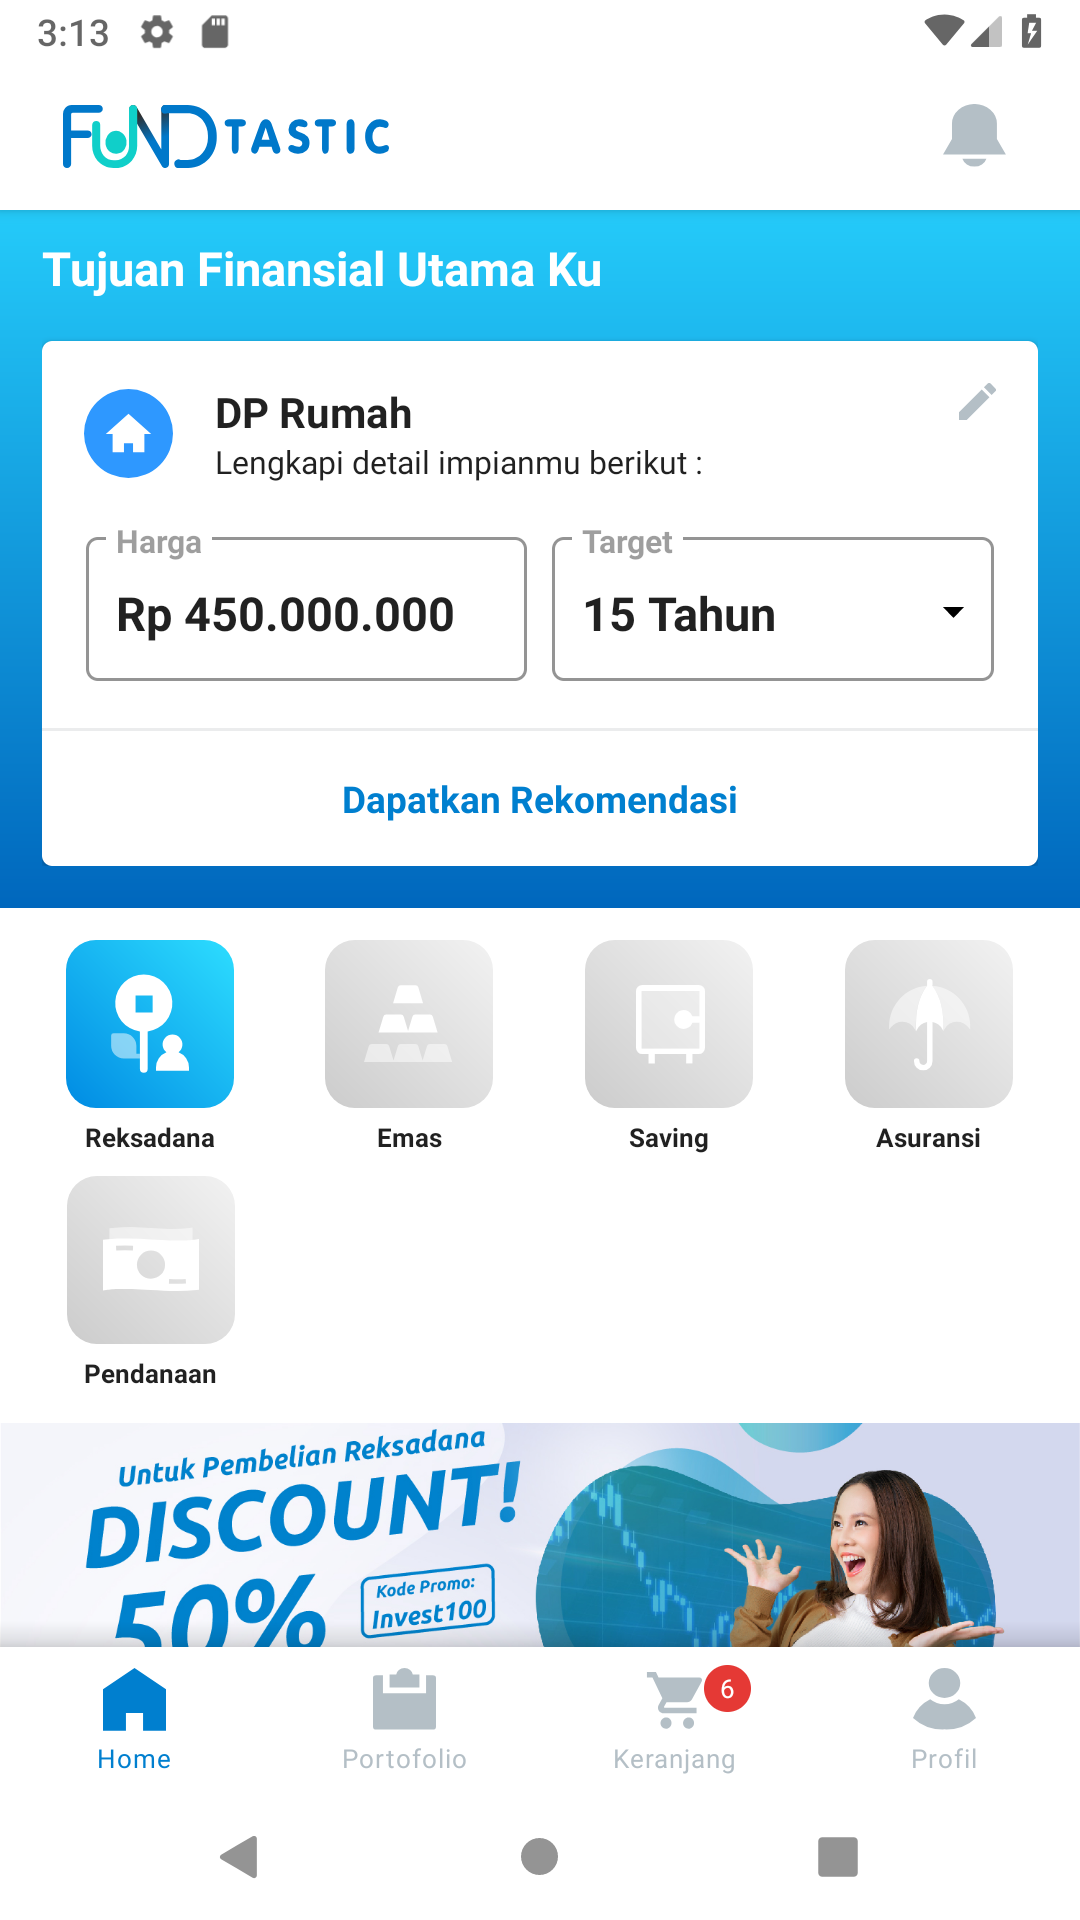 3:13
FUNDTASTIC
Tujuan Finansial Utama Ku
DP Rumah
Lengkapi detail impianmu berikut :
Harga
Target
Rp 450.000.000
15 Tahun
Dapatkan Rekomendasi
Reksadana
Emas
Saving
Asuransi
Pendanaan
Untuk Pembelian Reksadana
DISCOUNT!
50%
Kode Promo:
Invest100
6
Home
Portofolio
Keranjang
Profil